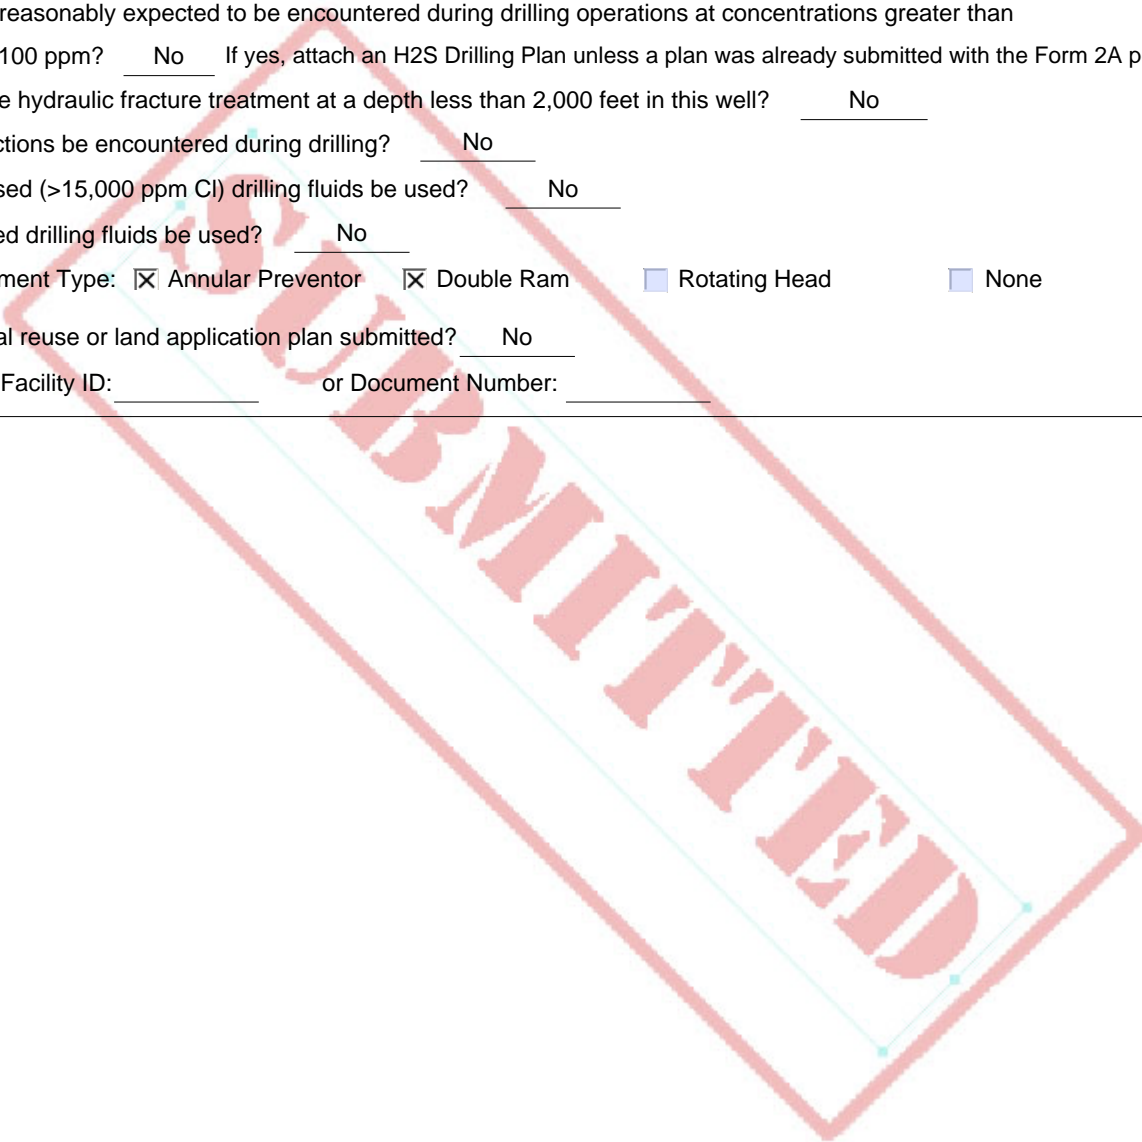 reasonably expected to be encountered during drilling operations at concentrations greater than
100 ppm? No If yes, attach an H2S Drilling Plan unless a plan was already submitted with the Form 2A p
e hydraulic fracture treatment at a depth less than 2,000 feet in this well? No
ctions be encountered during drilling? No
sed (>15,000 ppm Cl) drilling fluids be used? No
ed drilling fluids be used? No
ment Type: Annular Preventor Double Ram Rotating Head None
al reuse or land application plan submitted? No
Facility ID: or Document Number:
SUBMITTED